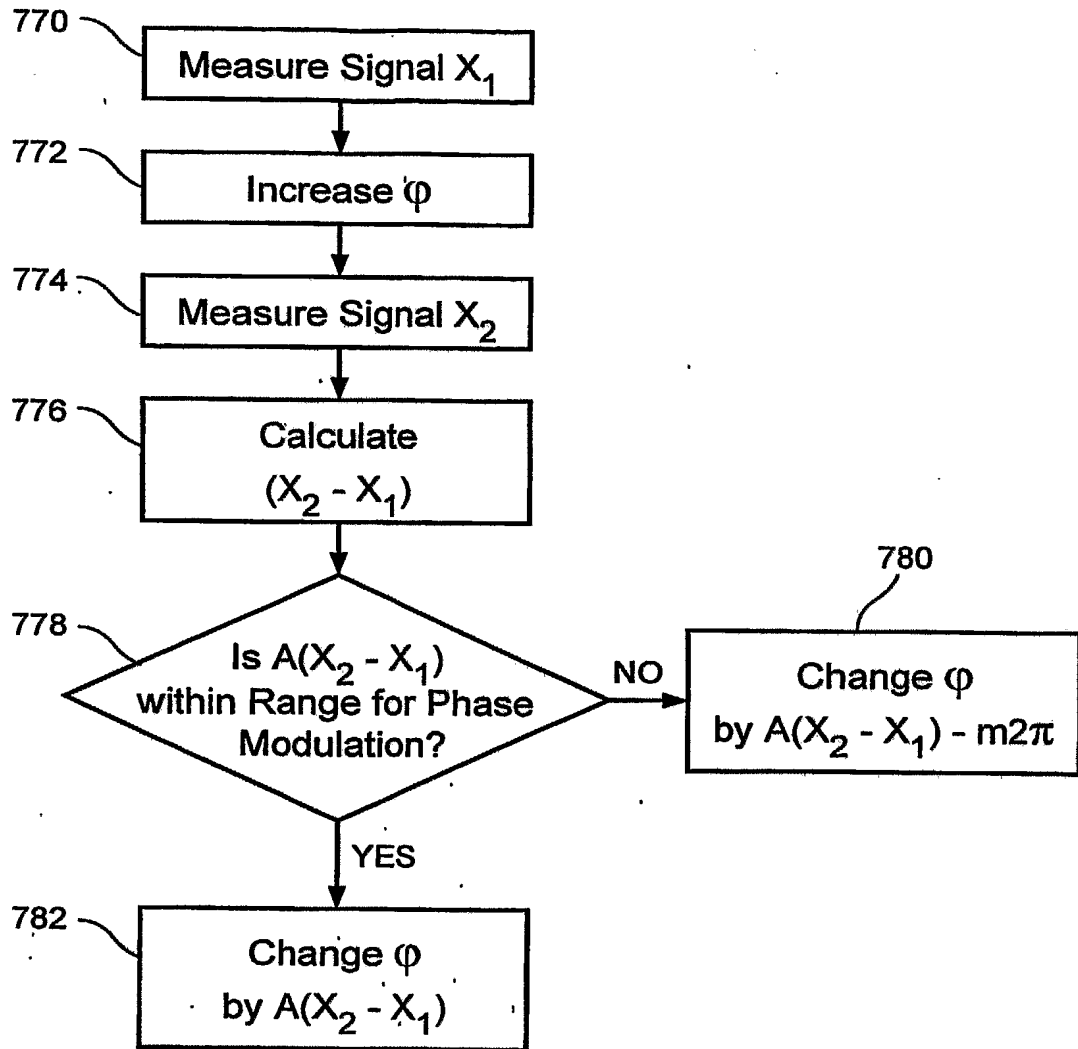 770
Measure Signal X₁
772
Increase φ
774
Measure Signal X₂
776
Calculate
(X₂ - X₁)
778
Is A(X₂ - X₁)
within Range for Phase
Modulation?
NO
780
Change φ
by A(X₂ - X₁) - m2π
YES
782
Change φ
by A(X₂ - X₁)